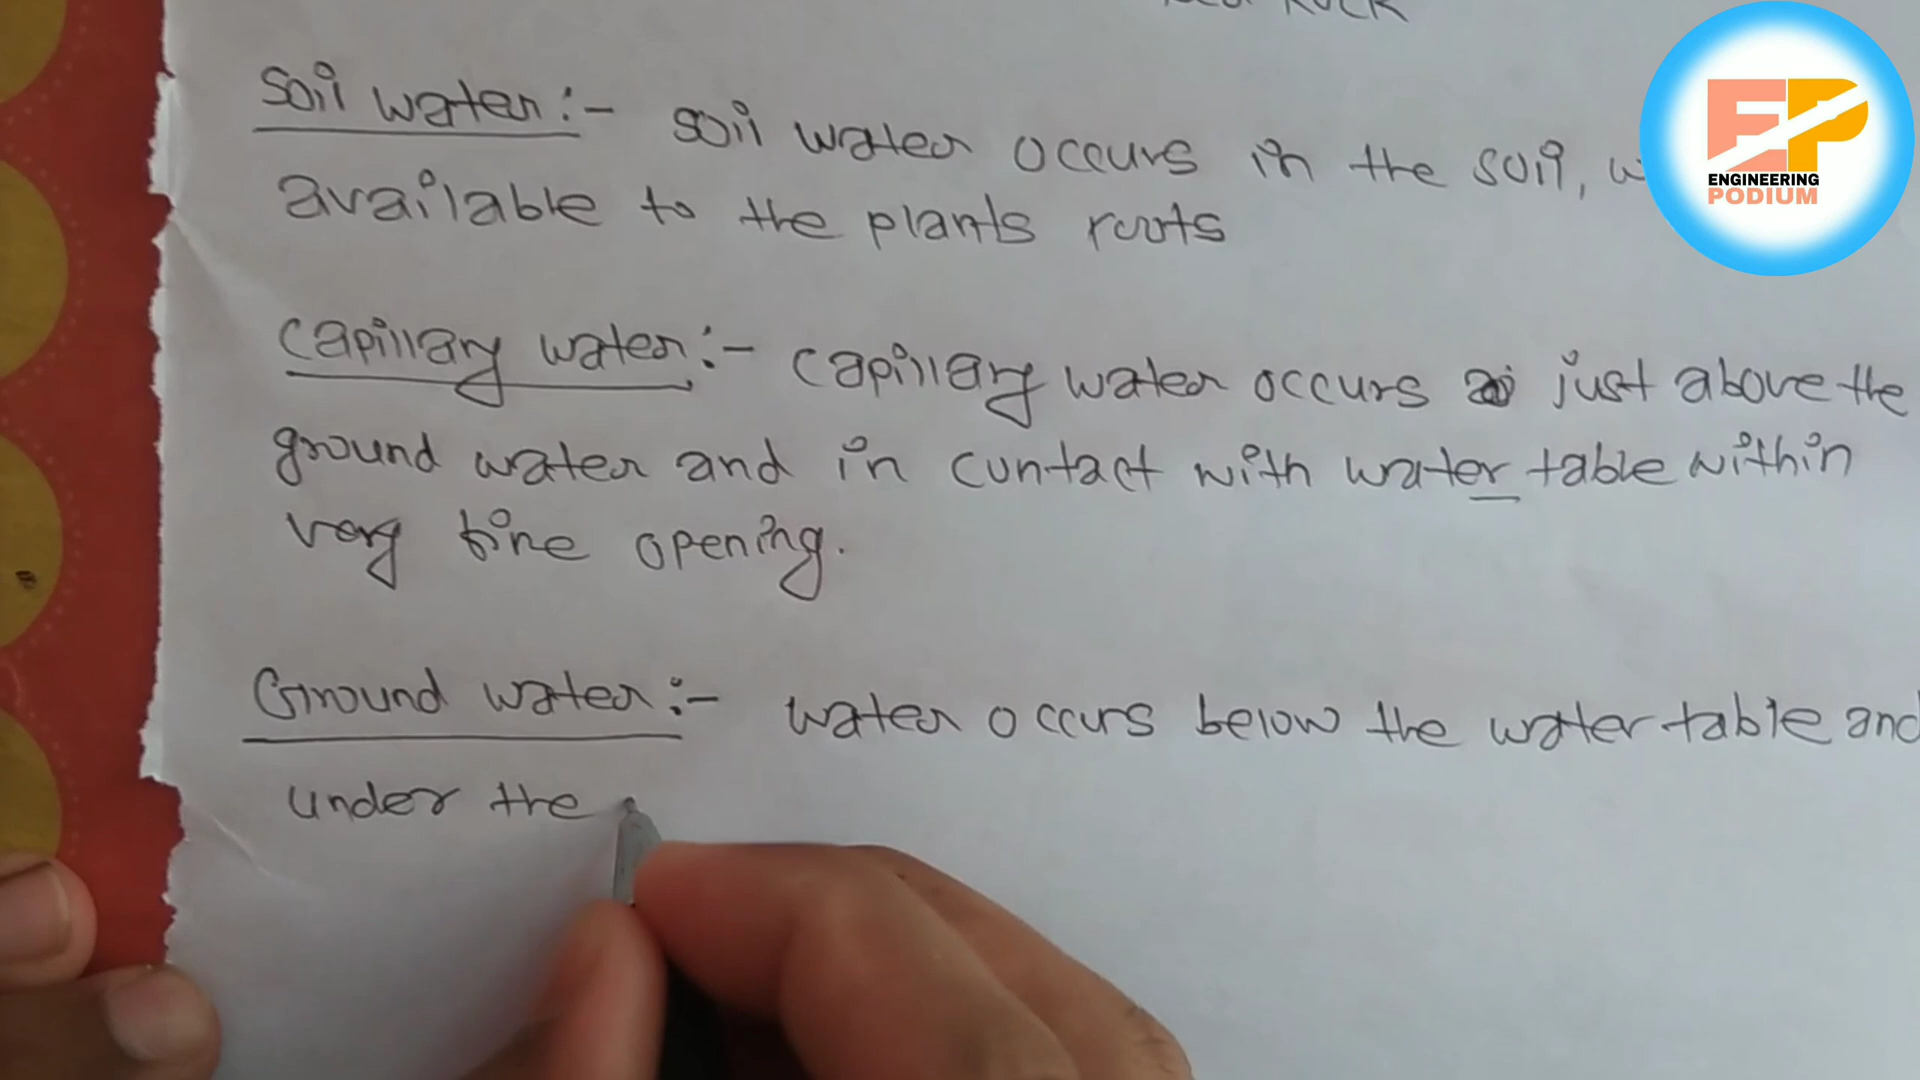 ROCK
Soil water:- soil water occurs in the soil,
available to the plants roots
Capillary water:- Capillary water occurs just above the
ground water and in contact with water table within
very fine opening.
Ground water:- water occurs below the water table and
under the
EP
ENGINEERING
PODIUM